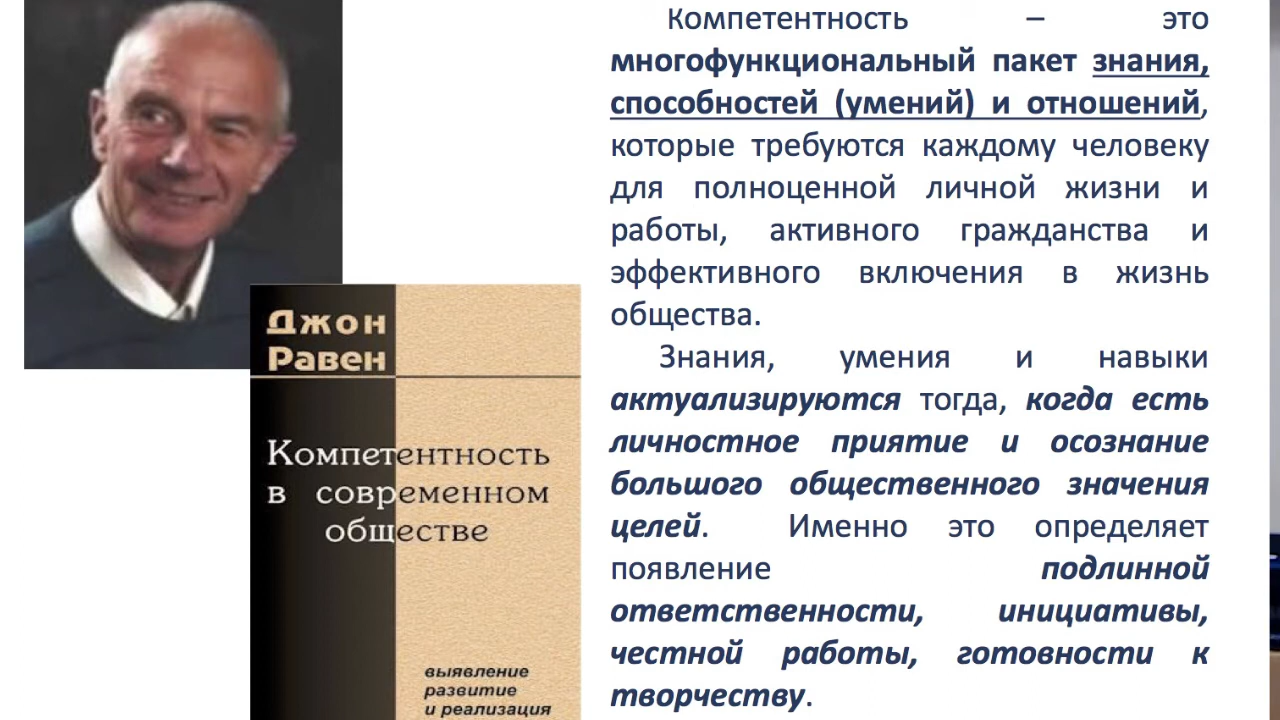 Компетентность – это
многофункциональный пакет знания,
способностей (умений) и отношений,
которые требуются каждому человеку
для полноценной личной жизни и
работы, активного гражданства и
эффективного включения в жизнь
общества.
Знания, умения и навыки
актуализируются тогда, когда есть
личностное приятие и осознание
большого общественного значения
целей. Именно это определяет
появление подлинной
ответственности, инициативы,
честной работы, готовности к
творчеству.
Джон
Равен
Компетентность
в современном
обществе
выявление
развитие
и реализация